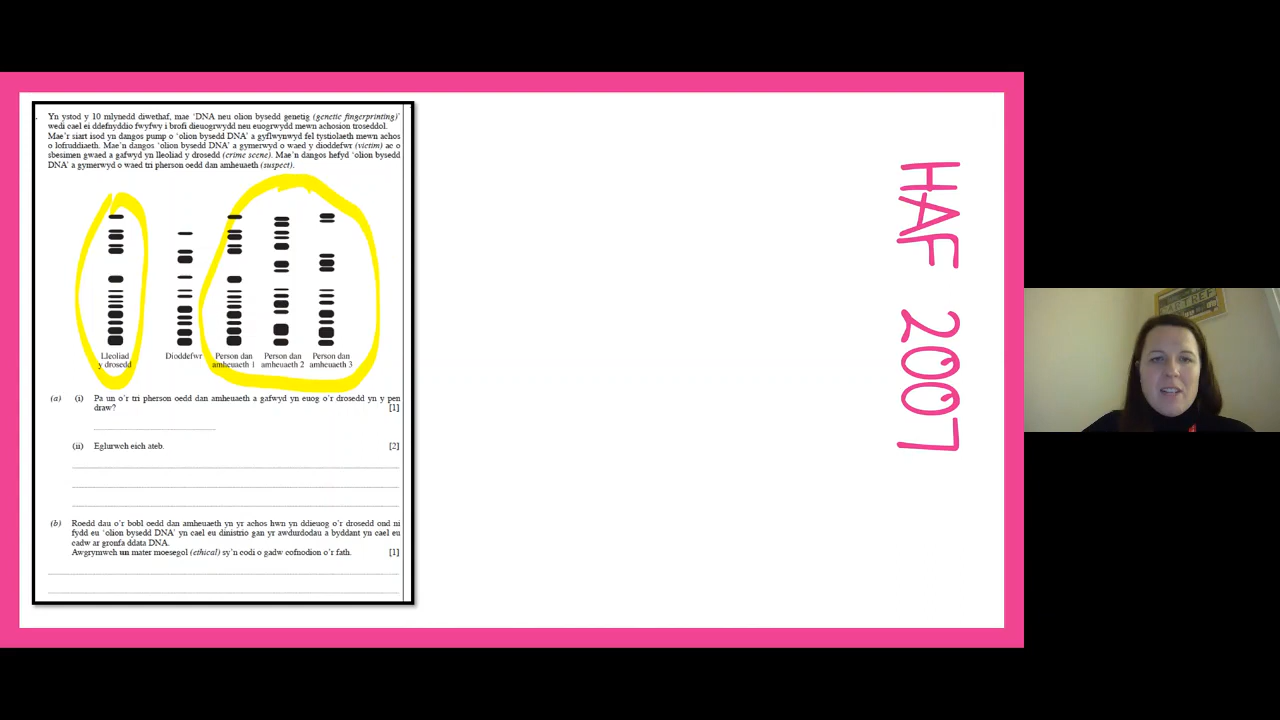 Yn ystod y 10 mlynedd diwethaf, mae 'DNA neu olion bysedd genetig (genetic fingerprinting)'
wedi cael ei ddefnyddio fwyfwy i brofi dieuogrwydd neu euogrwydd mewn achosion troseddol.
Mae'r siart isod yn dangos pump o 'olion bysedd DNA' a gyflwynwyd fel tystiolaeth mewn achos
o lofruddiaeth. Mae'n dangos 'olion bysedd DNA' a gymerwyd o waed y dioddefwr (victim) ac o
sbesimen gwaed a gafwyd yn lleoliad y drosedd (crime scene). Mae'n dangos hefyd 'olion bysedd
DNA' a gymerwyd o waed tri pherson oedd dan amheuaeth (suspect).
Lleoliad
y drosedd
Dioddefwr
Person dan
amheuaeth 1
Person dan
amheuaeth 2
Person dan
amheuaeth 3
(a) (i) Pa un o'r tri pherson oedd dan amheuaeth a gafwyd yn euog o'r drosedd yn y pen
draw? [1]
(ii) Eglurwch eich ateb. [2]
(b) Roedd dau o'r bobl oedd dan amheuaeth yn yr achos hwn yn ddieuog o'r drosedd ond ni
fydd eu 'olion bysedd DNA' yn cael eu dinistrio gan yr awdurdodau a byddant yn cael eu
cadw ar gronfa ddata DNA.
Awgrymwch un mater moesegol (ethical) sy'n codi o gadw cofnodion o'r fath. [1]
HAF 2007